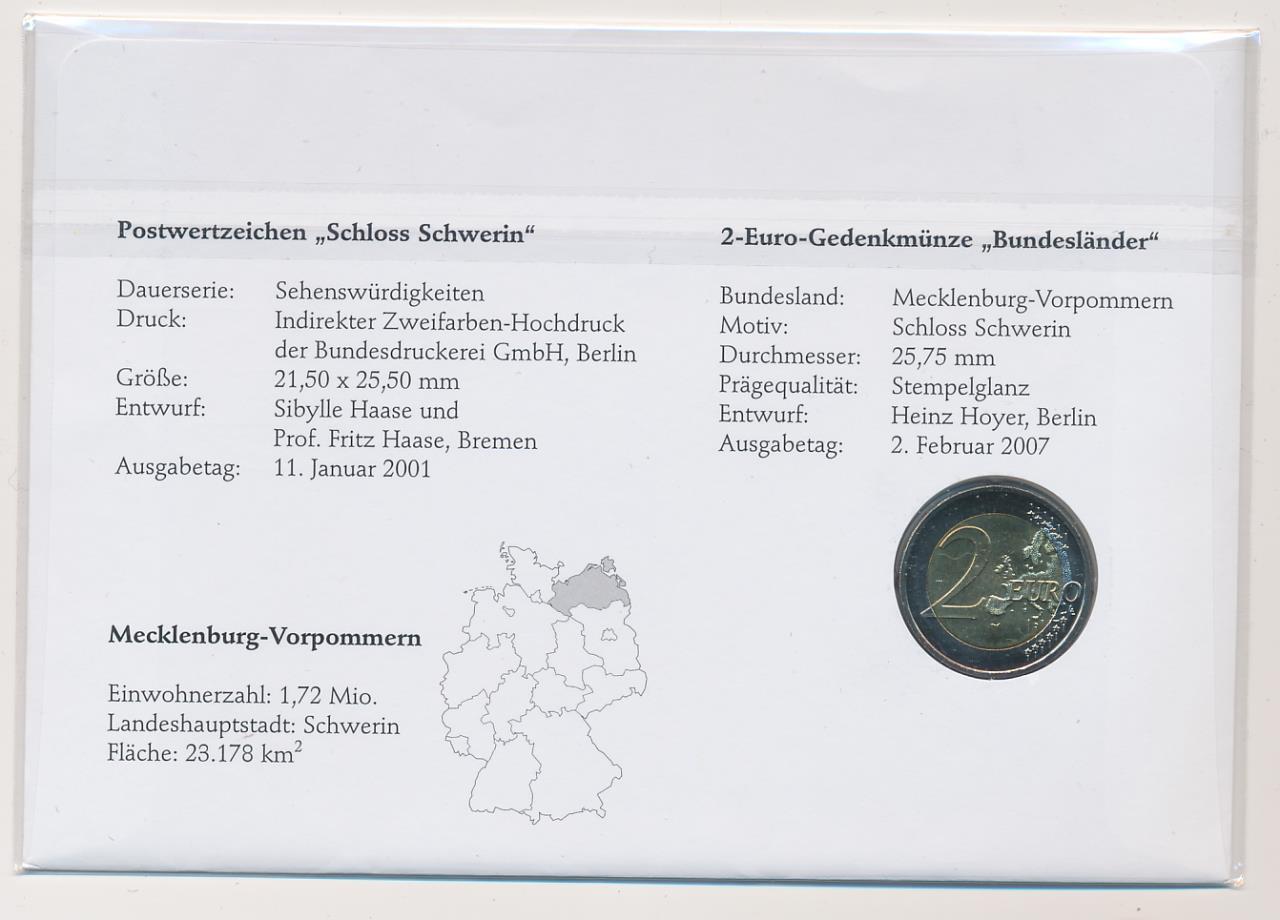 Postwertzeichen „Schloss Schwerin“
Dauerserie: Sehenswürdigkeiten
Druck: Indirekter Zweifarben-Hochdruck
der Bundesdruckerei GmbH, Berlin
Größe: 21,50 x 25,50 mm
Entwurf: Sibylle Haase und
Prof. Fritz Haase, Bremen
Ausgabetag: 11. Januar 2001
2-Euro-Gedenkmünze „Bundesländer“
Bundesland: Mecklenburg-Vorpommern
Motiv: Schloss Schwerin
Durchmesser: 25,75 mm
Prägequalität: Stempelglanz
Entwurf: Heinz Hoyer, Berlin
Ausgabetag: 2. Februar 2007
2 EURO
Mecklenburg-Vorpommern
Einwohnerzahl: 1,72 Mio.
Landeshauptstadt: Schwerin
Fläche: 23.178 km²